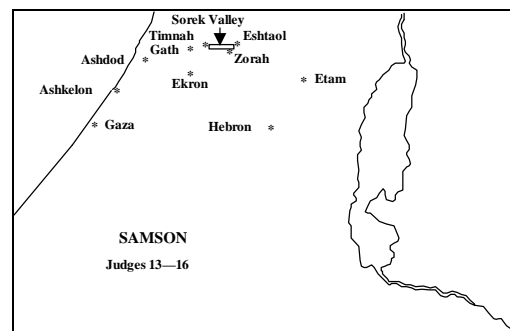 Sorek Valley
Timnah
Eshtaol
Gath
Zorah
Ashdod
Ekron
Etam
Ashkelon
Gaza
Hebron
SAMSON
Judges 13—16